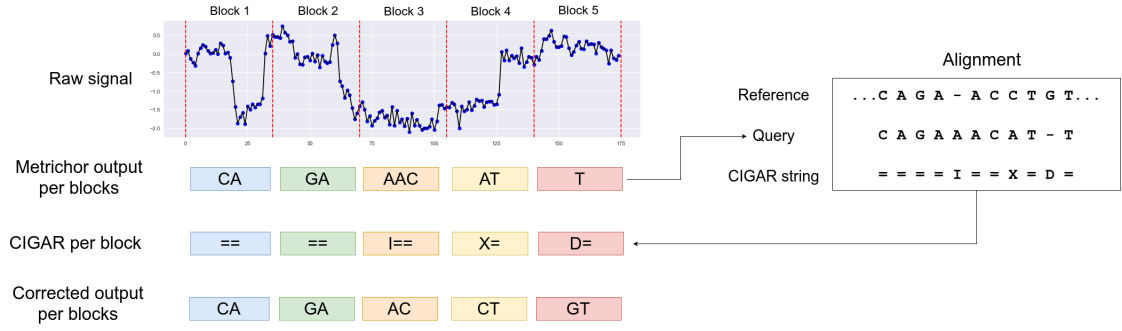 Block 1 Block 2 Block 3 Block 4 Block 5
Raw signal
0.5
0.0
−0.5
−1.0
−1.5
−2.0
0 25 50 75 100 125 150 175
Alignment
Reference ...C A G A - A C C T G T...
Query C A G A A A C A T - T
CIGAR string = = = = I = = X = D =
Metrichor output
per blocks
CA GA AAC AT T
CIGAR per block == == I== X= D=
Corrected output
per blocks
CA GA AC CT GT